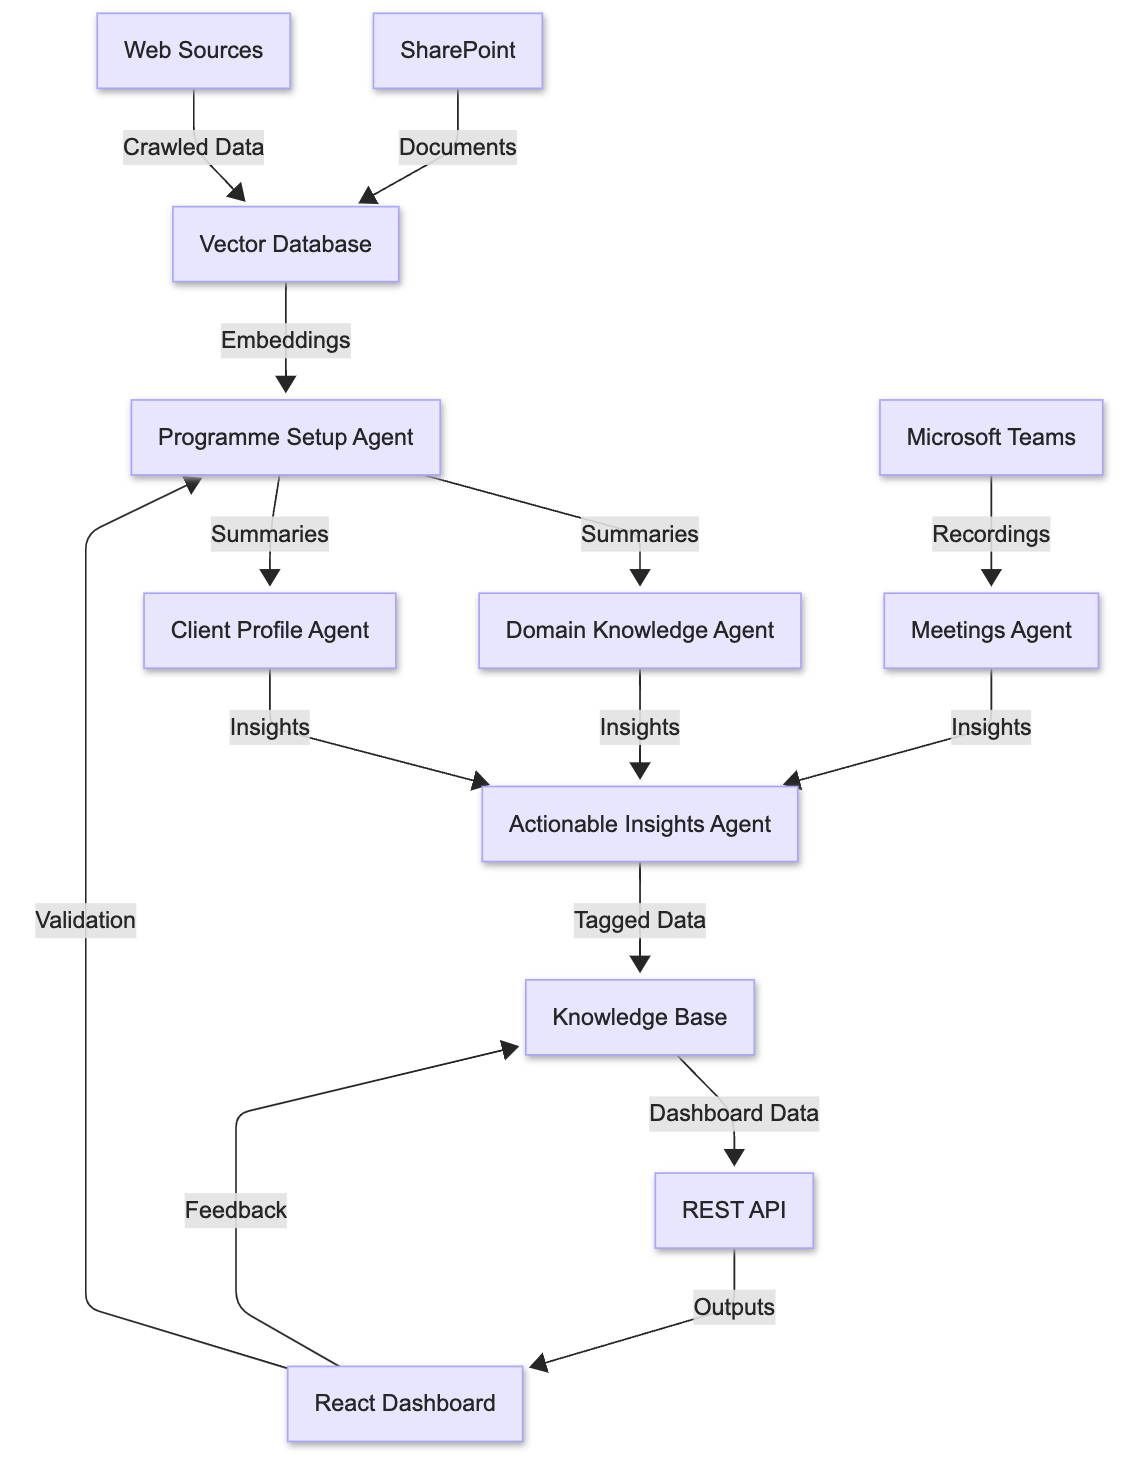 Web Sources
SharePoint
Crawled Data
Documents
Vector Database
Embeddings
Programme Setup Agent
Microsoft Teams
Summaries
Summaries
Recordings
Client Profile Agent
Domain Knowledge Agent
Meetings Agent
Insights
Insights
Insights
Actionable Insights Agent
Validation
Tagged Data
Knowledge Base
Dashboard Data
Feedback
REST API
Outputs
React Dashboard